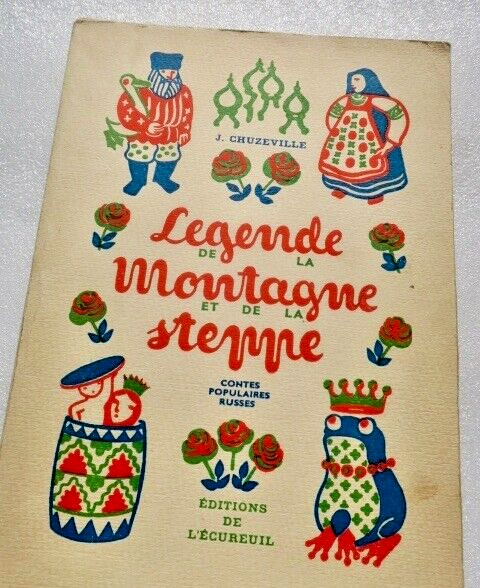 J. CHUZEVILLE
Legende
DE LA
Montagne
ET DE LA
steppe
CONTES
POPULAIRES
RUSSES
ÉDITIONS
DE
L'ÉCUREUIL